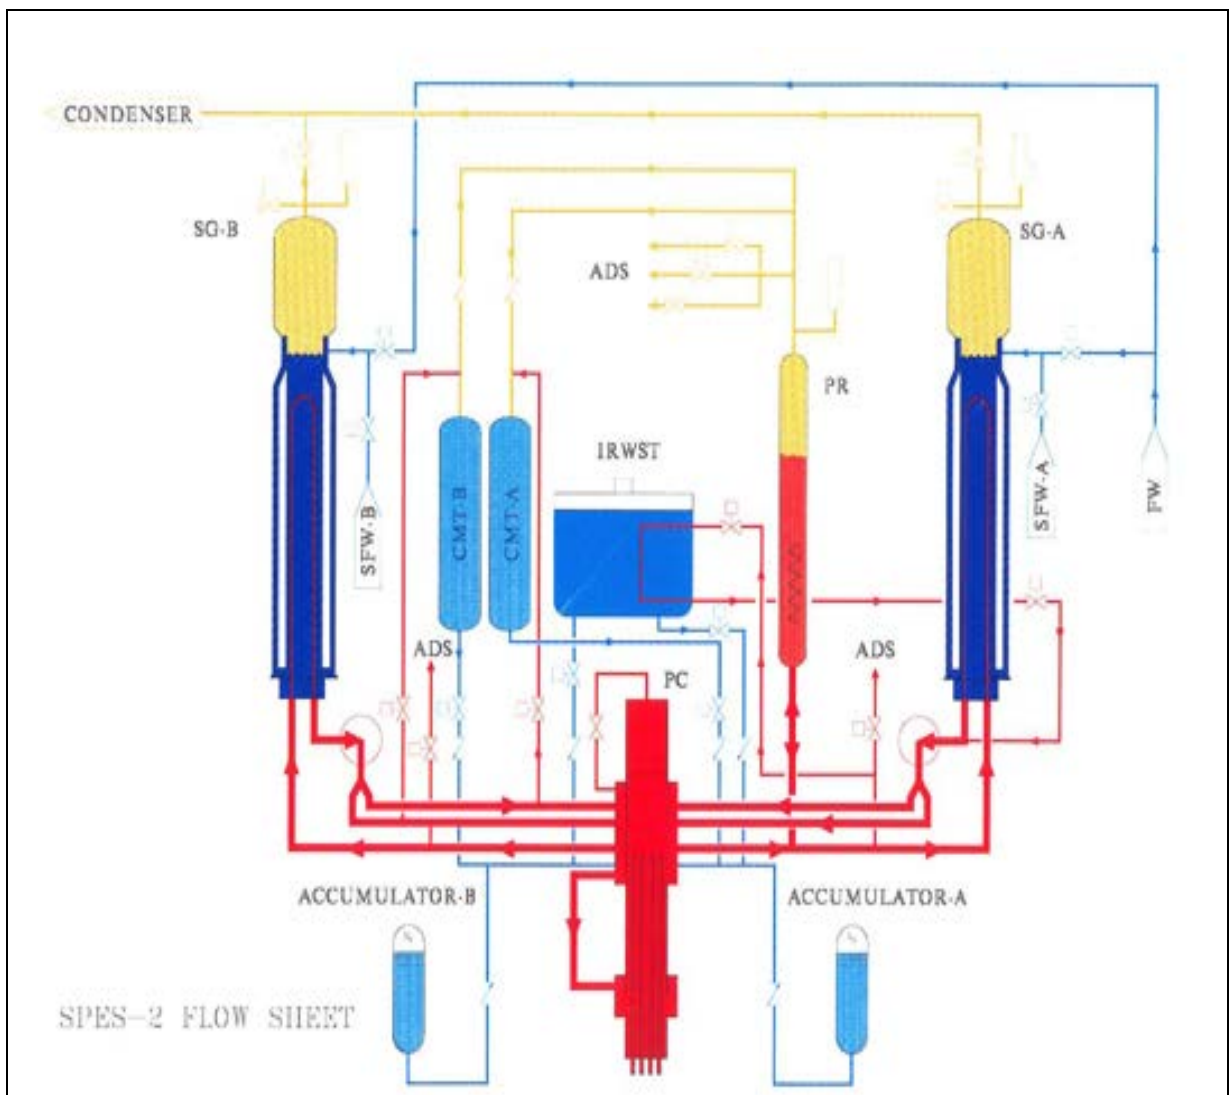 CONDENSER
SG-B
SG-A
ADS
PR
IRWST
CMT-B
CMT-A
SFW-B
SFW-A
FW
ADS
PC
ADS
ACCUMULATOR-B
ACCUMULATOR-A
SPES-2 FLOW SHEET